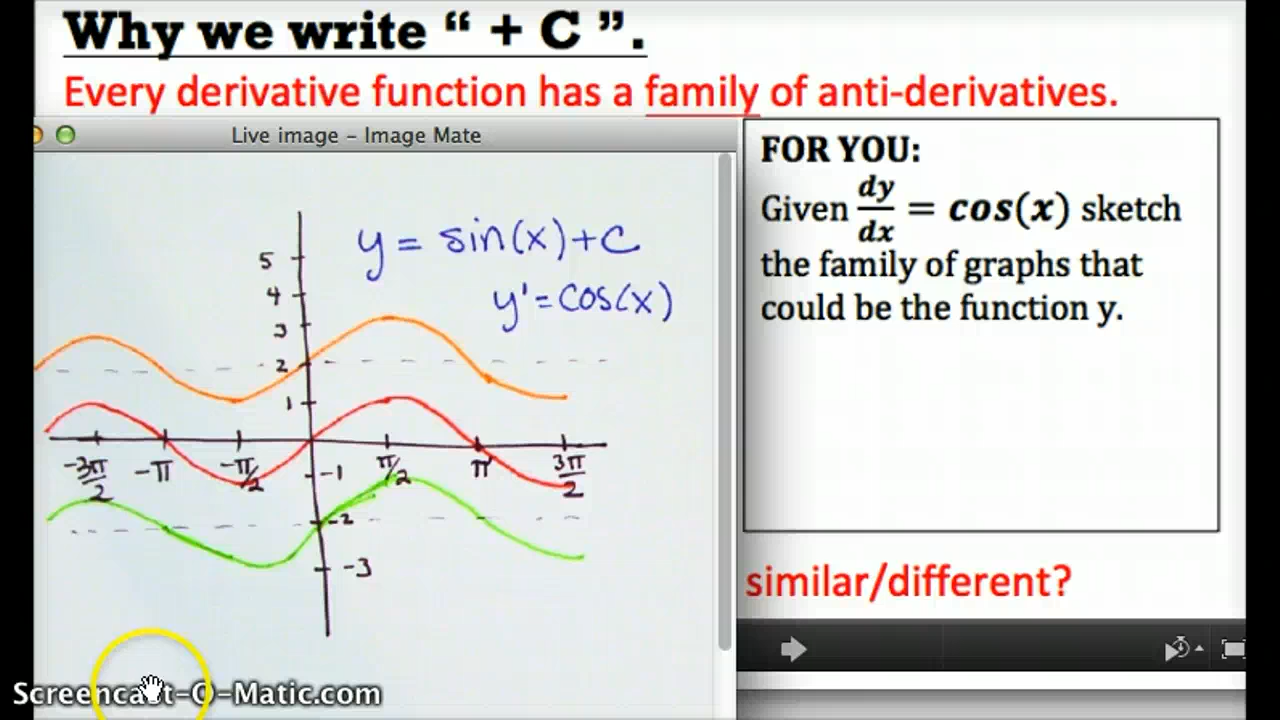 Why we write “ + C ”.
Every derivative function has a family of anti-derivatives.
Live image – Image Mate
y = sin(x)+C
y'=cos(x)
5
4
3
2
1
-3π/2 -π -π/2 π/2 π 3π/2
-1
-2
-3
FOR YOU:
Given dy/dx = cos(x) sketch
the family of graphs that
could be the function y.
similar/different?
Screencast-O-Matic.com